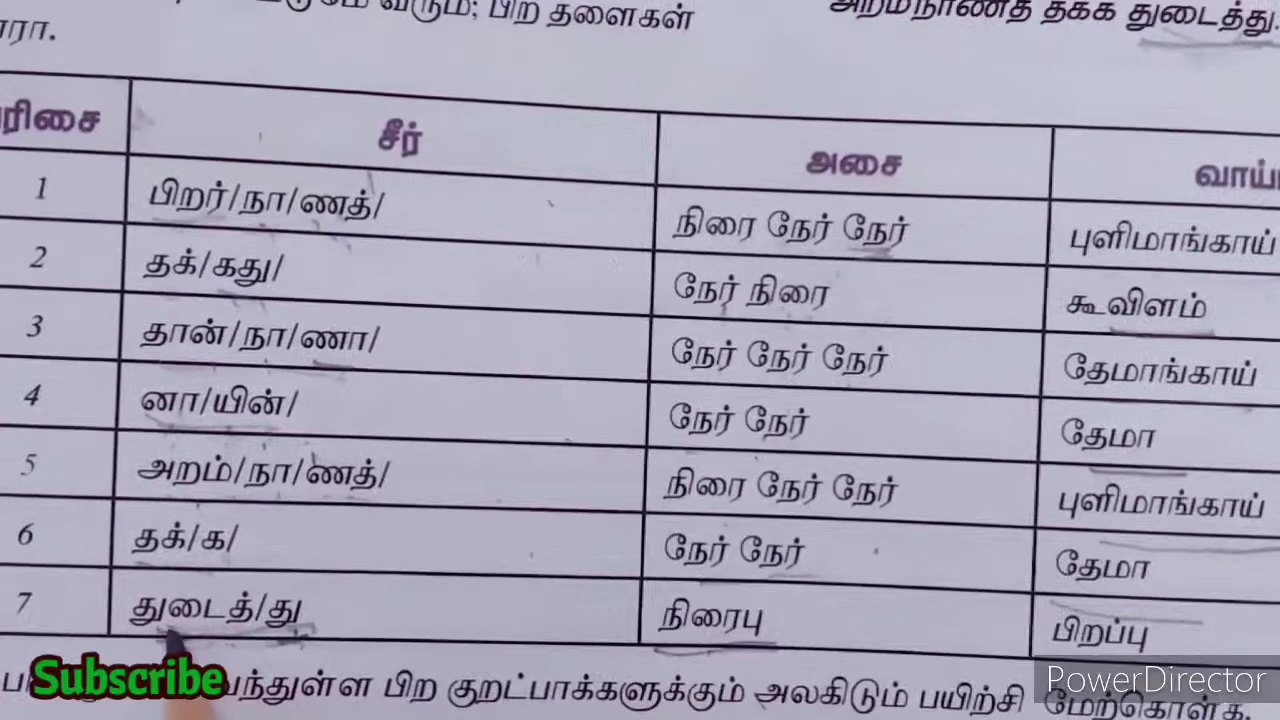 வரும்; பிற தளைகள்
அறம்நாணத் தக்க துடைத்து.
சீர் அசை
1 பிறர்/நா/ணத்/ நிரை நேர் நேர் புளிமாங்காய்
2 தக்/கது/ நேர் நிரை கூவிளம்
3 தான்/நா/ணா/ நேர் நேர் நேர் தேமாங்காய்
4 னா/யின்/ நேர் நேர் தேமா
5 அறம்/நா/ணத்/ நிரை நேர் நேர் புளிமாங்காய்
6 தக்/க/ நேர் நேர் தேமா
7 துடைத்/து நிரைபு பிறப்பு
பிற குறட்பாக்களுக்கும் அலகிடும் பயிற்சி மேற்கொள்க.
Subscribe
PowerDirector